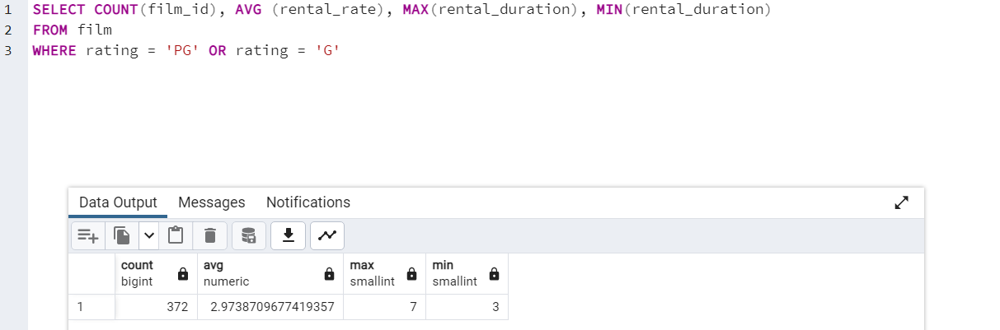 1 SELECT COUNT(film_id), AVG (rental_rate), MAX(rental_duration), MIN(rental_duration)
2 FROM film
3 WHERE rating = 'PG' OR rating = 'G'
Data Output Messages Notifications
count avg max min
bigint numeric smallint smallint
1 372 2.9738709677419357 7 3